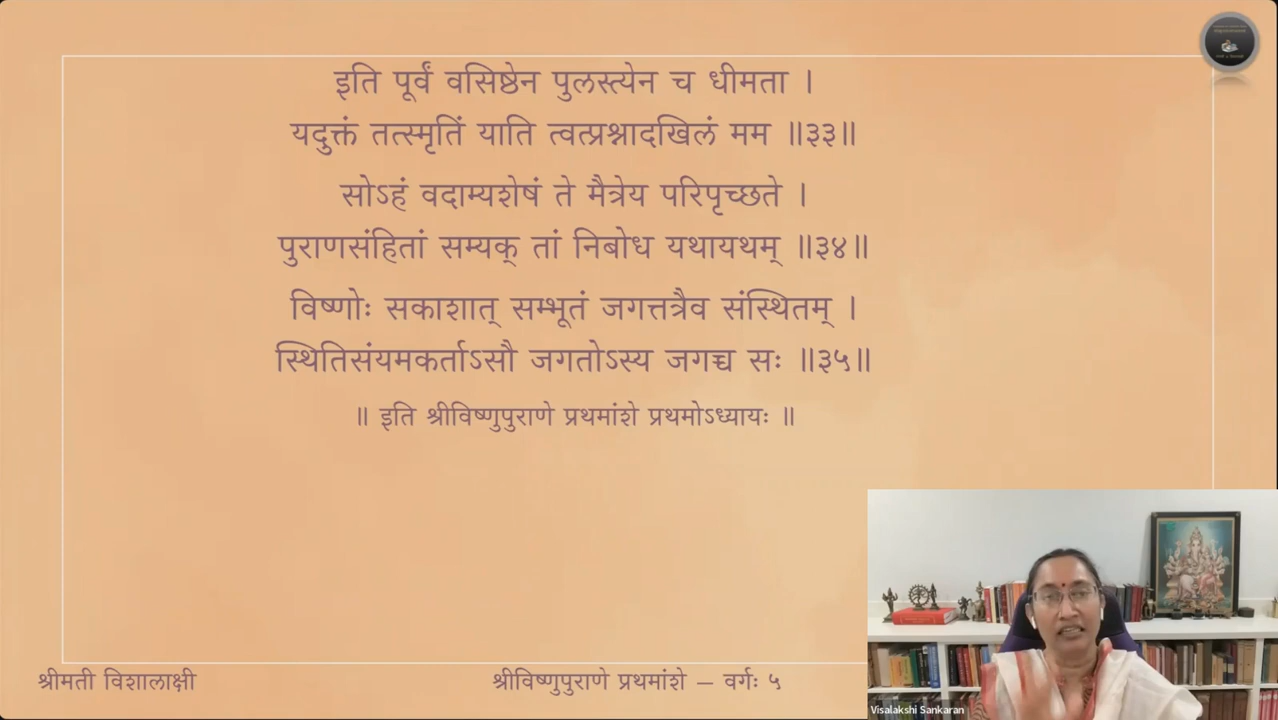 इति पूर्वं वसिष्ठेन पुलस्त्येन च धीमता ।
यदुक्तं तत्स्मृतिं याति त्वत्प्रश्नादखिलं मम ॥३३॥
सोऽहं वदाम्यशेषं ते मैत्रेय परिपृच्छते ।
पुराणसंहितां सम्यक् तां निबोध यथायथम् ॥३४॥
विष्णोः सकाशात् सम्भूतं जगत्तत्रैव संस्थितम् ।
स्थितिसंयमकर्ताऽसौ जगतोऽस्य जगच्च सः ॥३५॥
॥ इति श्रीविष्णुपुराणे प्रथमांशे प्रथमोऽध्यायः ॥
श्रीमती विशालाक्षी
श्रीविष्णुपुराणे प्रथमांशे – वर्गः ५
Visalakshi Sankaran